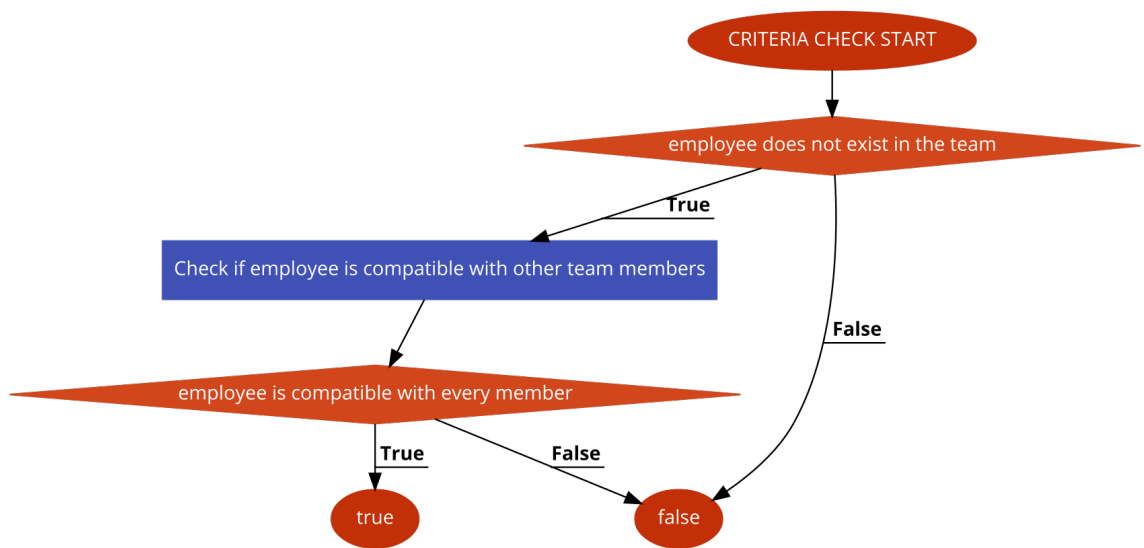 CRITERIA CHECK START
employee does not exist in the team
True
Check if employee is compatible with other team members
False
employee is compatible with every member
True
False
true
false